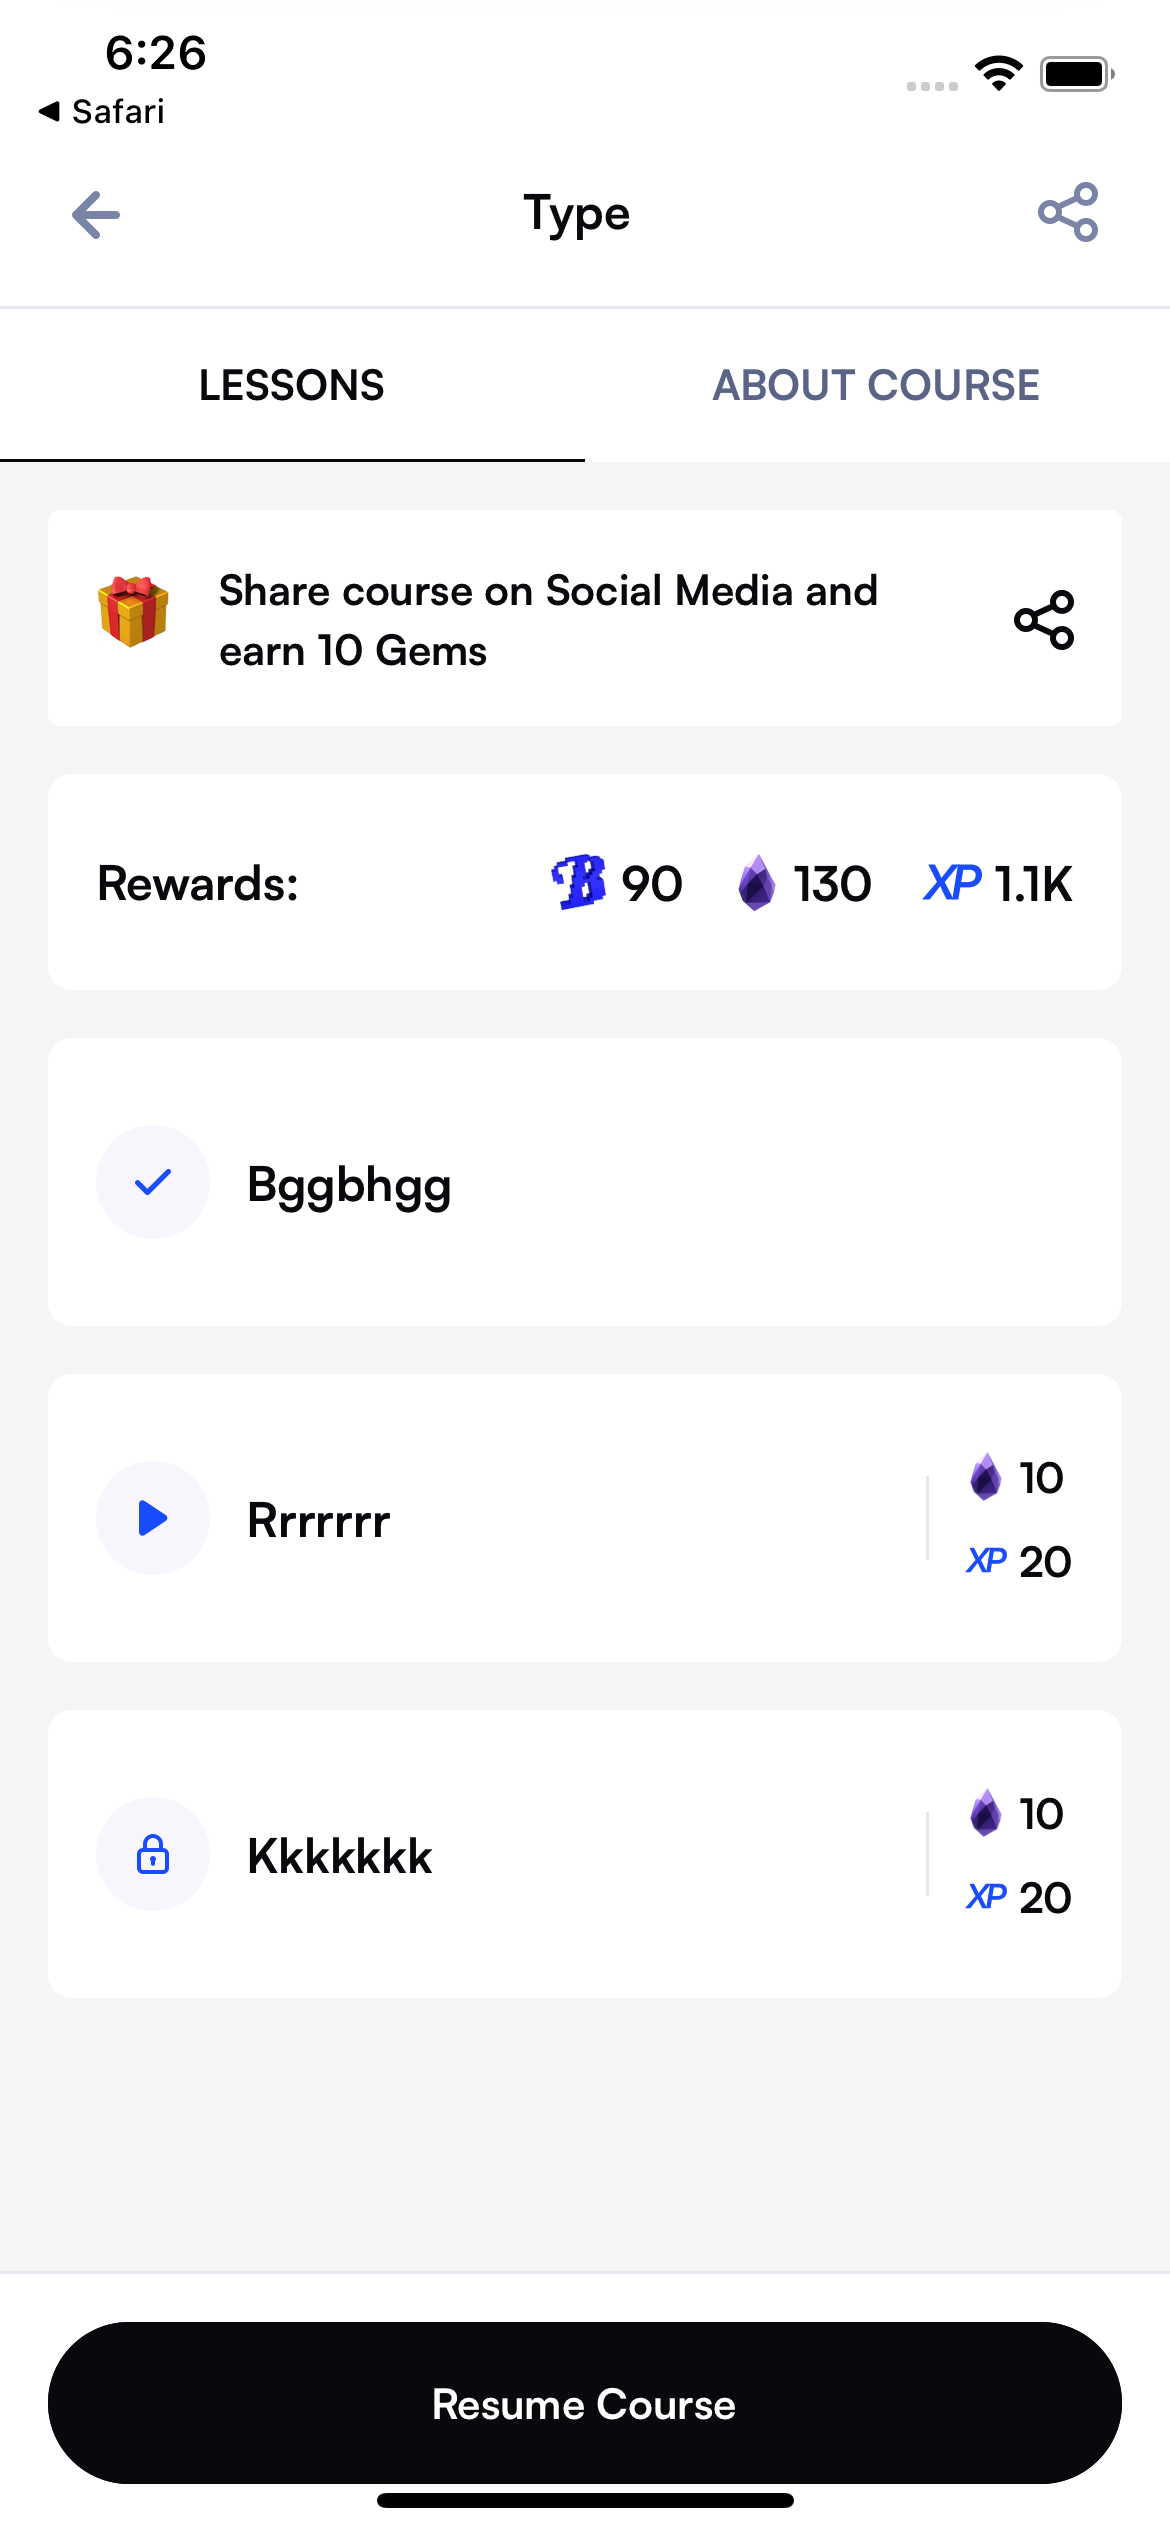 6:26
Safari
Type
LESSONS
ABOUT COURSE
Share course on Social Media and
earn 10 Gems
Rewards: B 90 130 XP 1.1K
Bggbhgg
Rrrrrrr
10
XP 20
Kkkkkkk
10
XP 20
Resume Course